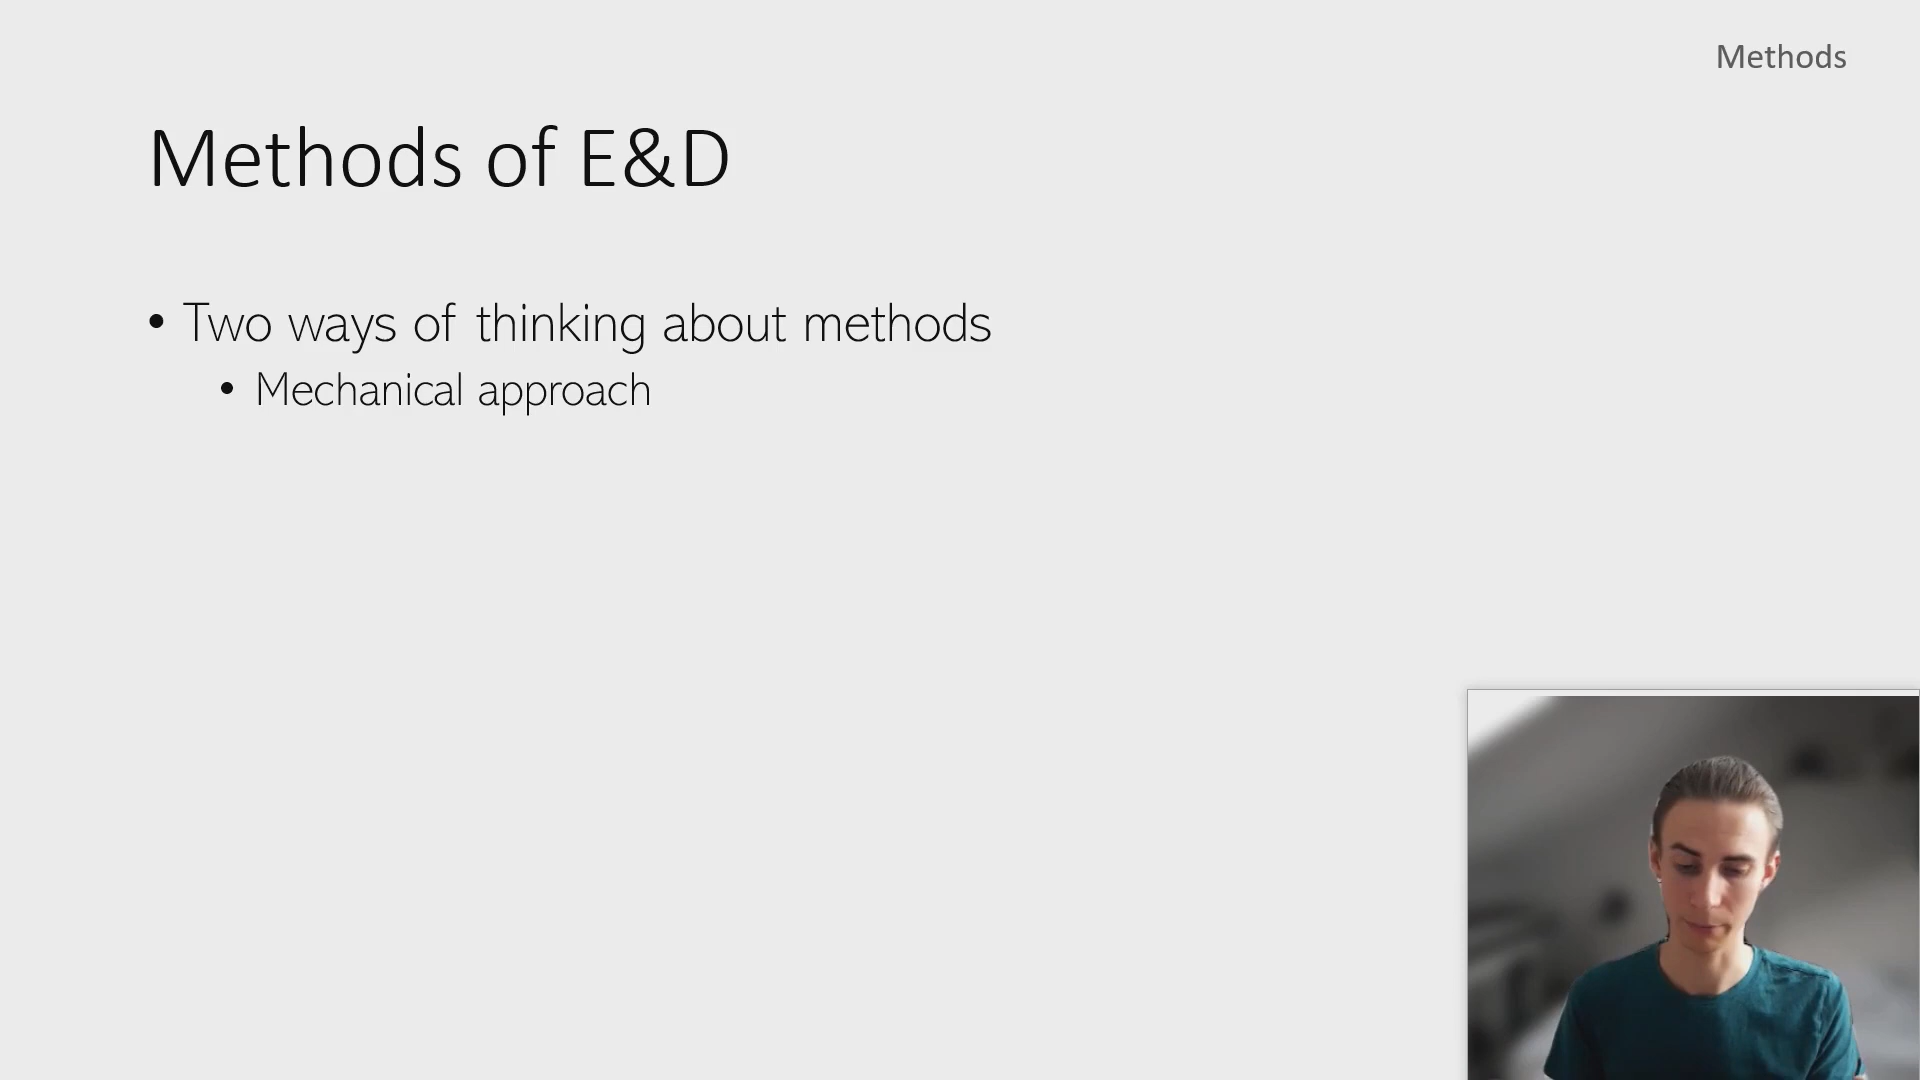 Methods
Methods of E&D
• Two ways of thinking about methods
• Mechanical approach